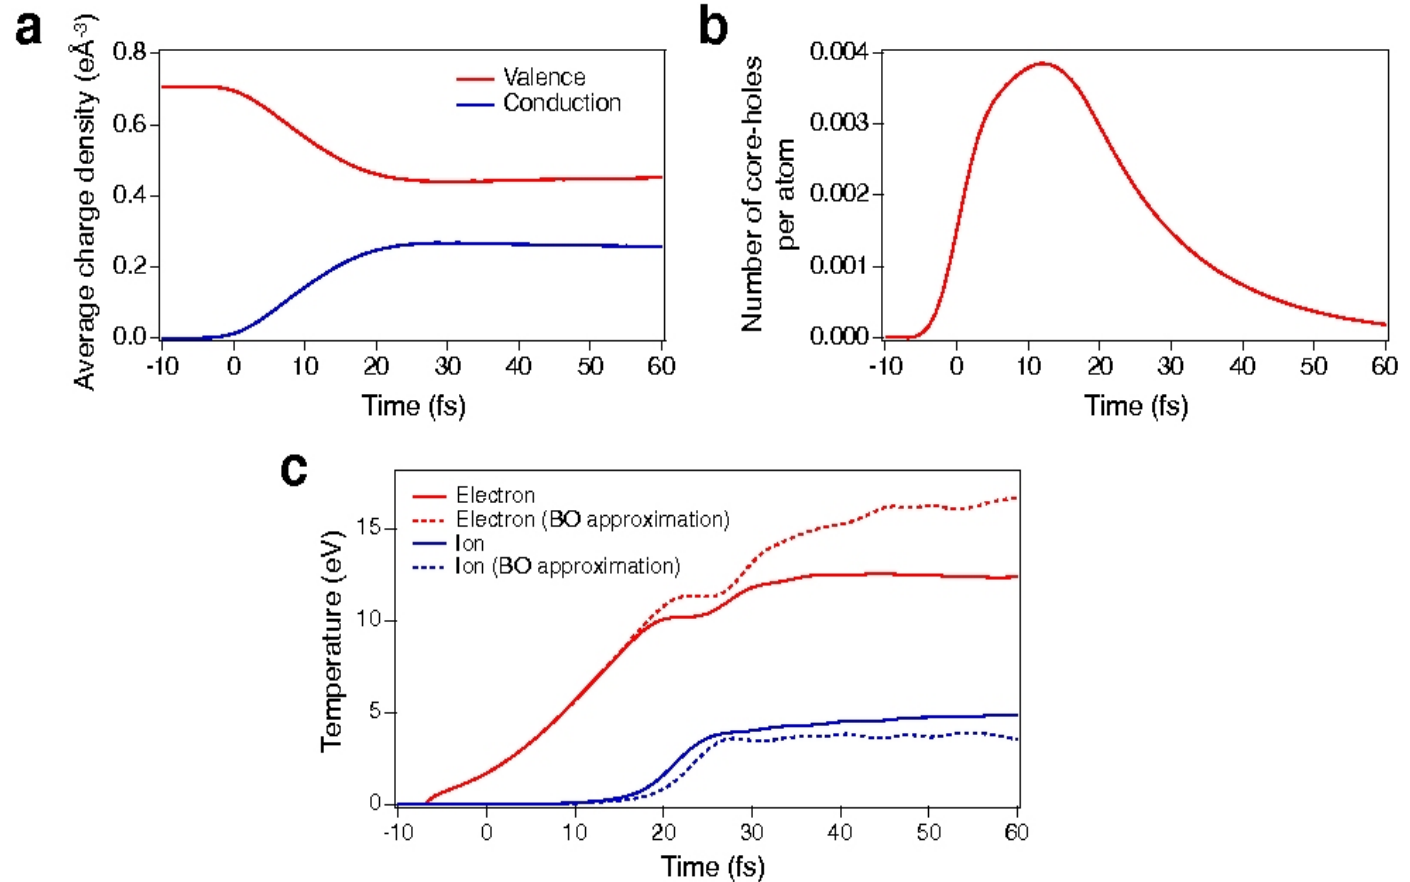 a
Average charge density (eÅ⁻³)
0.8
0.6
0.4
0.2
0.0
Valence
Conduction
-10 0 10 20 30 40 50 60
Time (fs)
b
Number of core-holes
per atom
0.004
0.003
0.002
0.001
0.000
-10 0 10 20 30 40 50 60
Time (fs)
c
Temperature (eV)
15
10
5
0
Electron
Electron (BO approximation)
Ion
Ion (BO approximation)
-10 0 10 20 30 40 50 60
Time (fs)